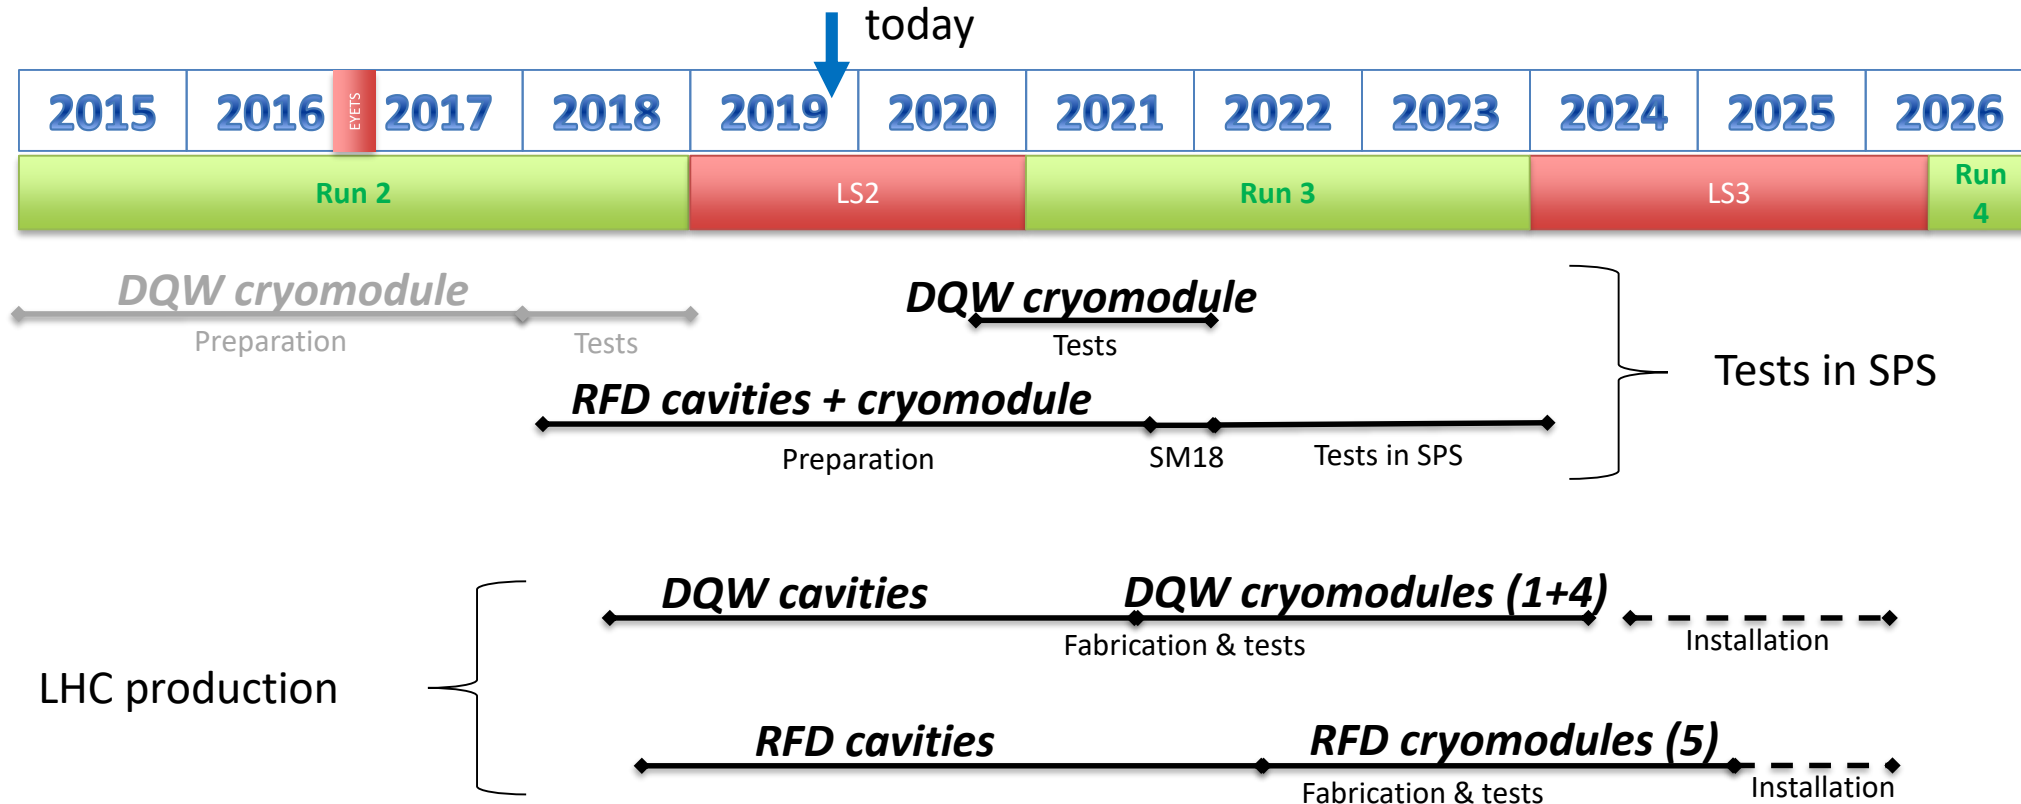 today
2015 2016 EYETS 2017 2018 2019 2020 2021 2022 2023 2024 2025 2026
Run 2 LS2 Run 3 LS3 Run
4
DQW cryomodule DQW cryomodule
Preparation Tests Tests
Tests in SPS
RFD cavities + cryomodule
Preparation SM18 Tests in SPS
DQW cavities DQW cryomodules (1+4)
Fabrication & tests Installation
LHC production
RFD cavities RFD cryomodules (5)
Fabrication & tests Installation